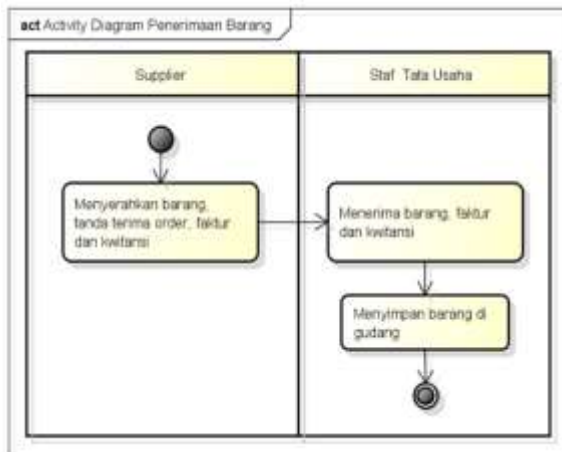 act Activity Diagram Penerimaan Barang
Supplier
Staf Tata Usaha
Menyerahkan barang,
tanda terima order, faktur
dan kwitansi
Menerima barang, faktur
dan kwitansi
Menyimpan barang di
gudang